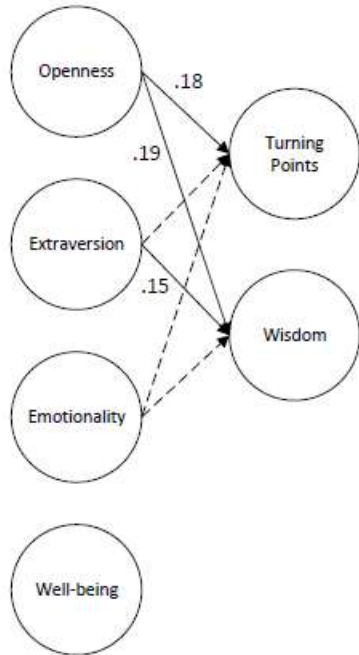 Openness
.18
Turning
Points
.19
Extraversion
.15
Wisdom
Emotionality
Well-being